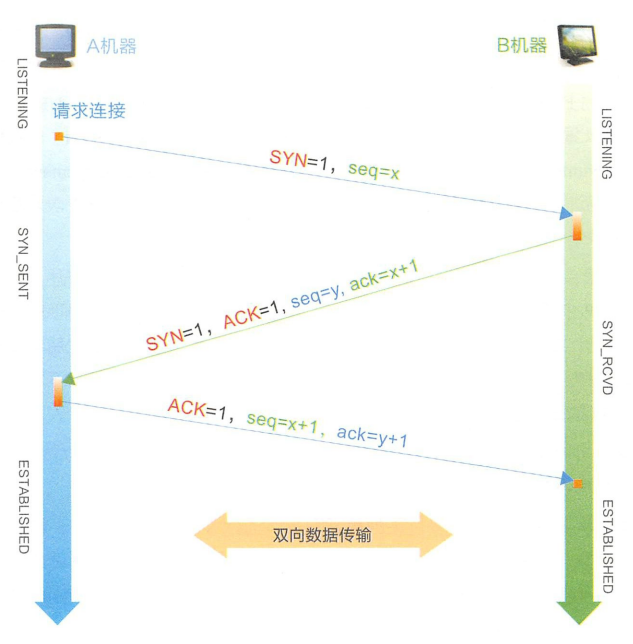 A机器
B机器
LISTENING
请求连接
LISTENING
SYN=1，seq=x
SYN_SENT
SYN=1，ACK=1, seq=y, ack=x+1
SYN_RCVD
ACK=1，seq=x+1，ack=y+1
ESTABLISHED
双向数据传输
ESTABLISHED